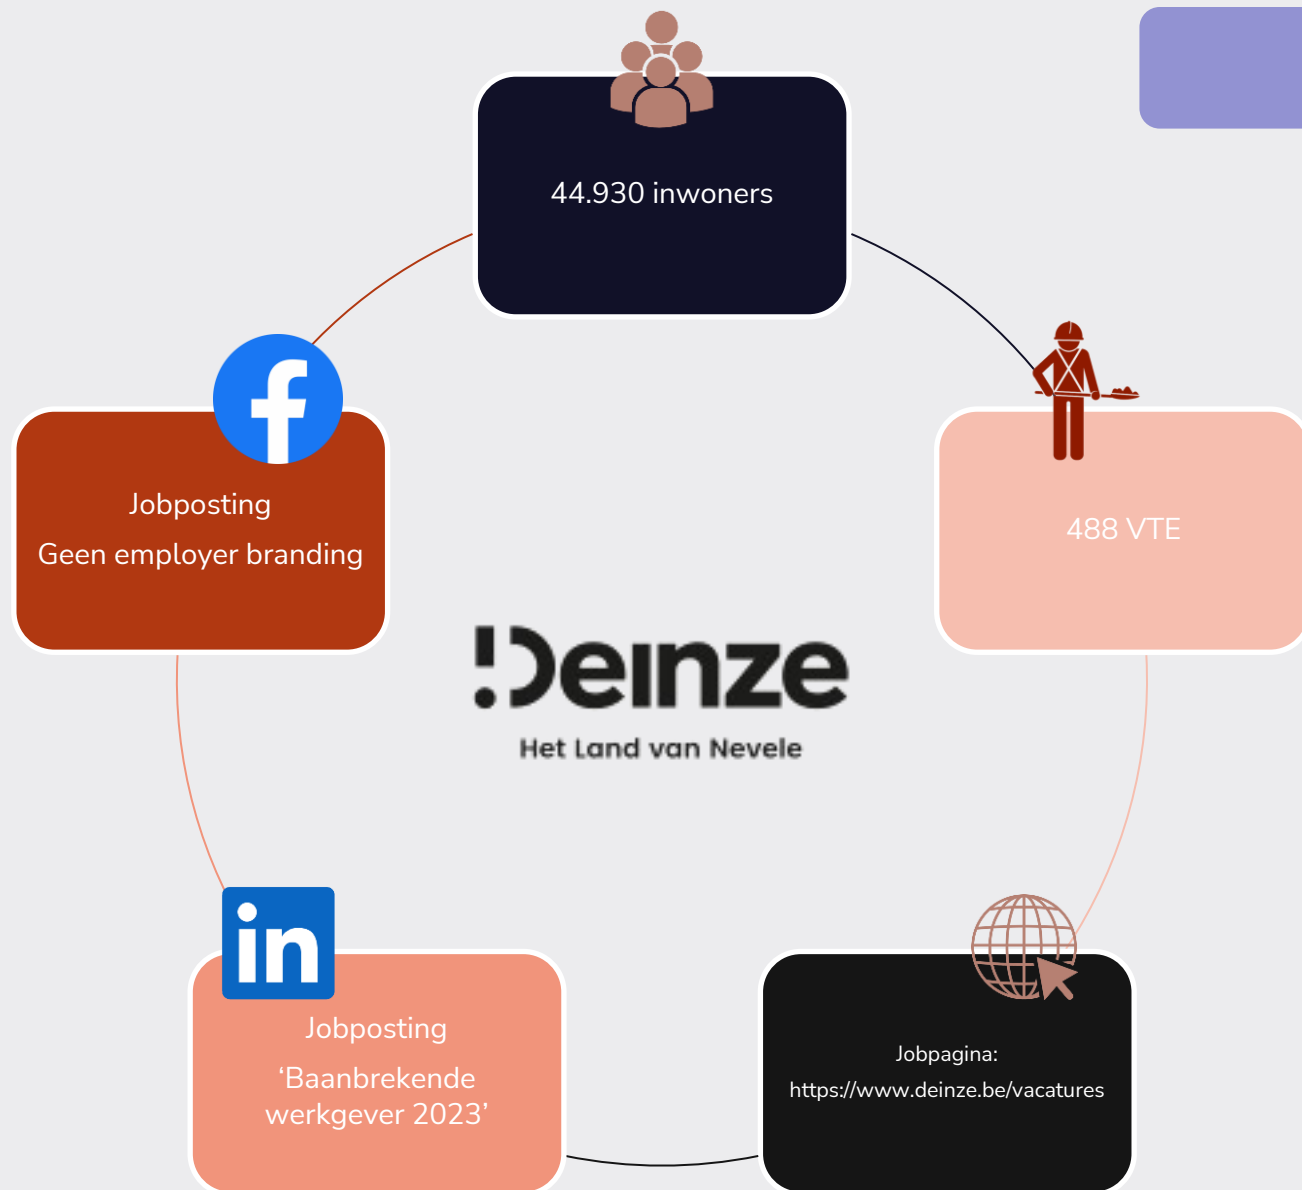 44.930 inwoners
Jobposting
Geen employer branding
488 VTE
!Deinze
Het Land van Nevele
Jobposting
‘Baanbrekende
werkgever 2023’
Jobpagina:
https://www.deinze.be/vacatures